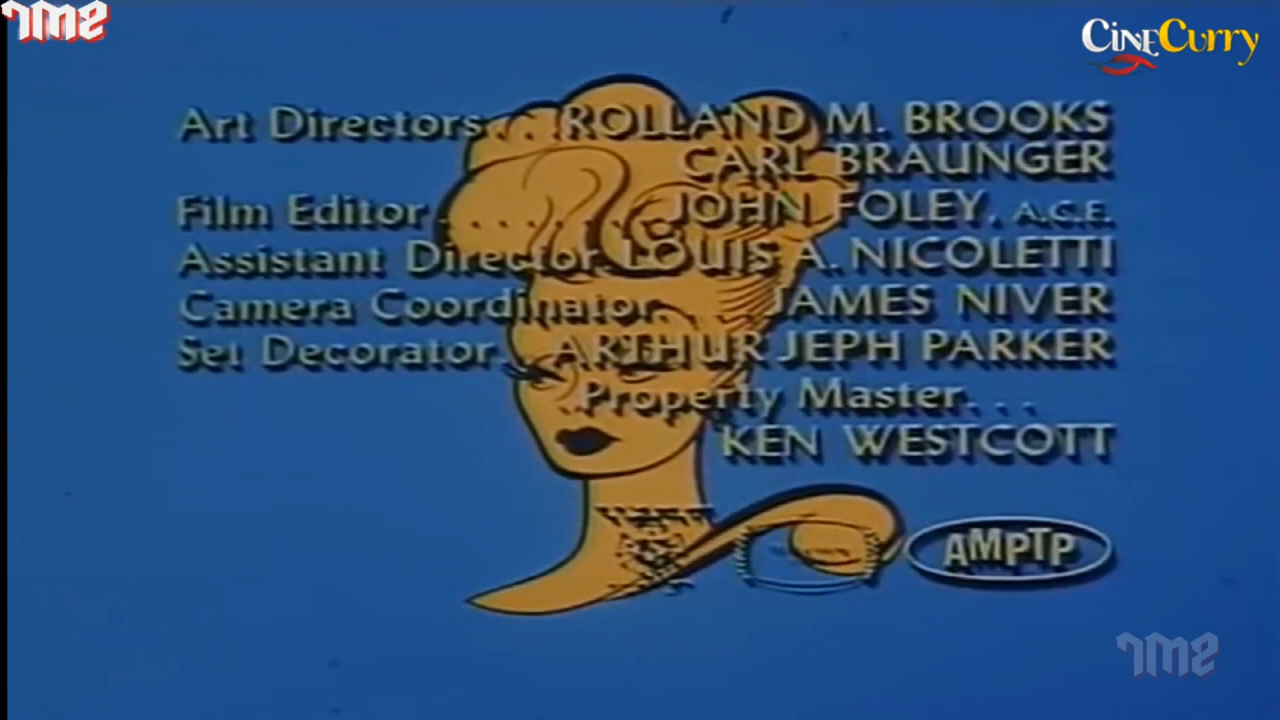 CINECURRY
Art Directors. . . ROLLAND M. BROOKS
CARL BRAUNGER
Film Editor . . . . . . . JOHN FOLEY, A.C.E.
Assistant Director. LOUIS A. NICOLETTI
Camera Coordinator. . . JAMES NIVER
Set Decorator. . ARTHUR JEPH PARKER
Property Master. . .
KEN WESTCOTT
AMPTP